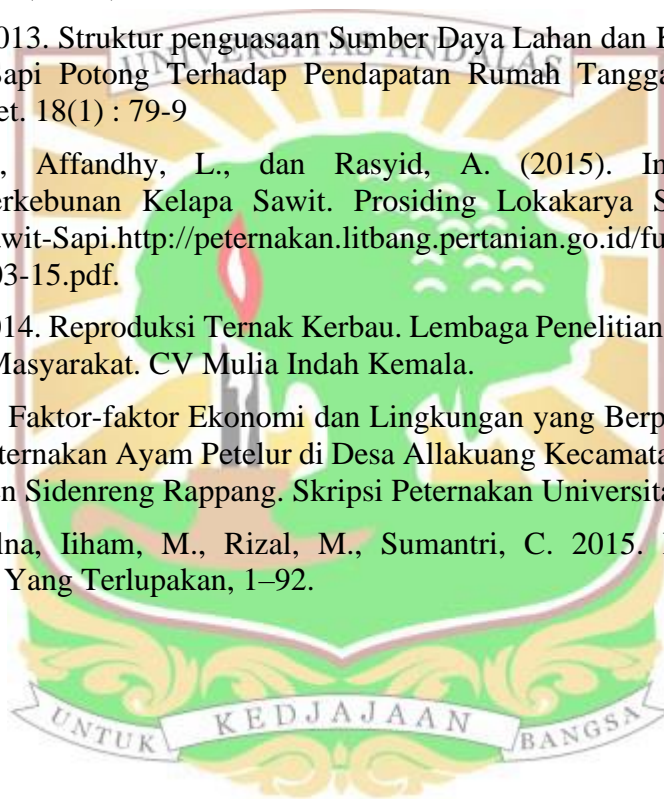 013. Struktur penguasaan Sumber Daya Lahan dan
UNIVERSITAS ANDALAS
Sapi Potong Terhadap Pendapatan Rumah Tangga
et. 18(1) : 79-9
, Affandhy, L., dan Rasyid, A. (2015). In
erkebunan Kelapa Sawit. Prosiding Lokakarya S
awit-Sapi.http://peternakan.litbang.pertanian.go.id/fu
03-15.pdf.
014. Reproduksi Ternak Kerbau. Lembaga Penelitian
Masyarakat. CV Mulia Indah Kemala.
Faktor-faktor Ekonomi dan Lingkungan yang Berp
eternakan Ayam Petelur di Desa Allakuang Kecamata
n Sidenreng Rappang. Skripsi Peternakan Universita
lna, Iiham, M., Rizal, M., Sumantri, C. 2015.
Yang Terlupakan, 1–92.
UNTUK KEDJAJAAN BANGSA